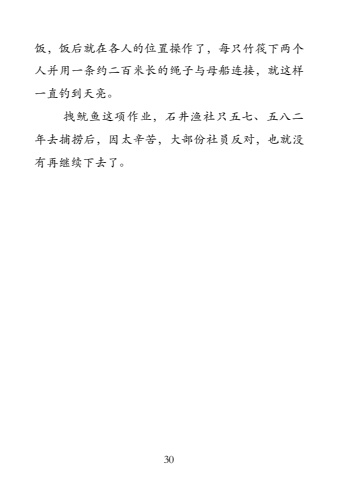 饭，饭后就在各人的位置操作了，每只竹筏下两个
人并用一条约二百米长的绳子与母船连接，就这样
一直钓到天亮。
拽鱿鱼这项作业，石井渔社只五七、五八二
年去捕捞后，因太辛苦，大部份社员反对，也就没
有再继续下去了。
30